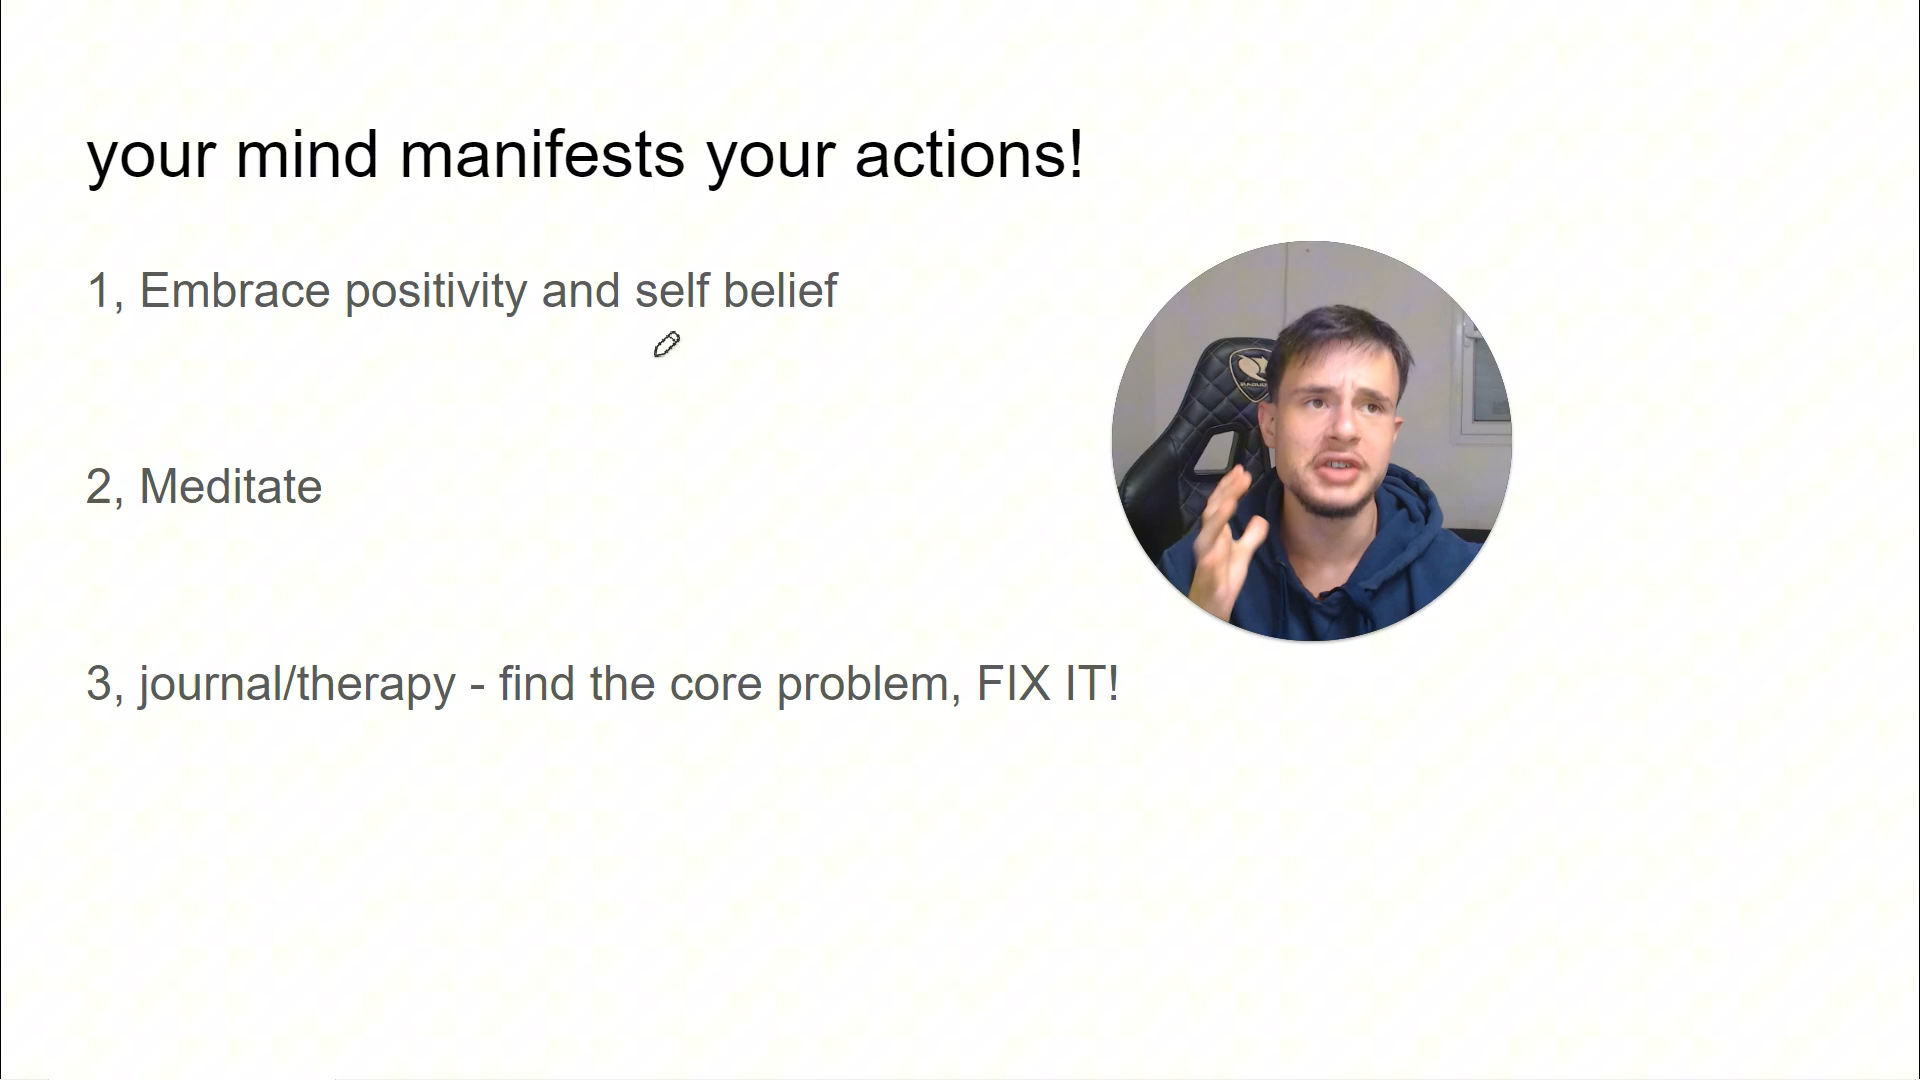 your mind manifests your actions!
1, Embrace positivity and self belief
2, Meditate
3, journal/therapy - find the core problem, FIX IT!